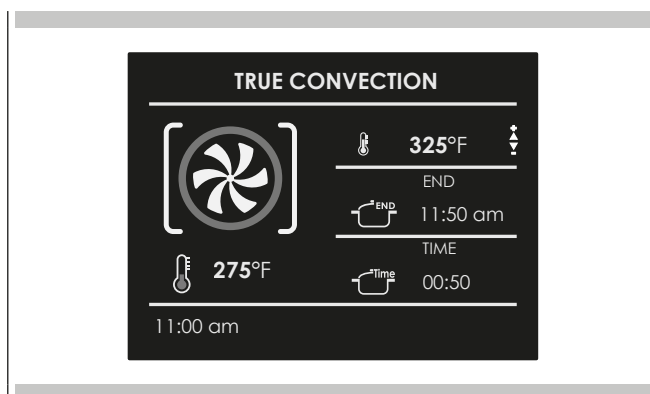 TRUE CONVECTION
325°F
END
END 11:50 am
275°F
TIME
Time 00:50
11:00 am